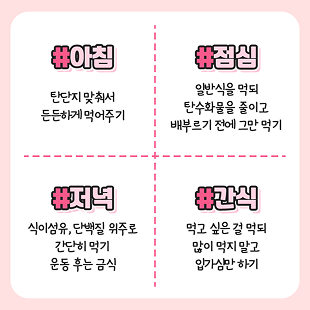 #아침
탄단지 맞춰서
든든하게 먹어주기
#점심
일반식을 먹되
탄수화물을 줄이고
배부르기 전에 그만 먹기
#저녁
식이섬유, 단백질 위주로
간단히 먹기
운동 후는 금식
#간식
먹고 싶은 걸 먹되
많이 먹지 말고
입가심만 하기